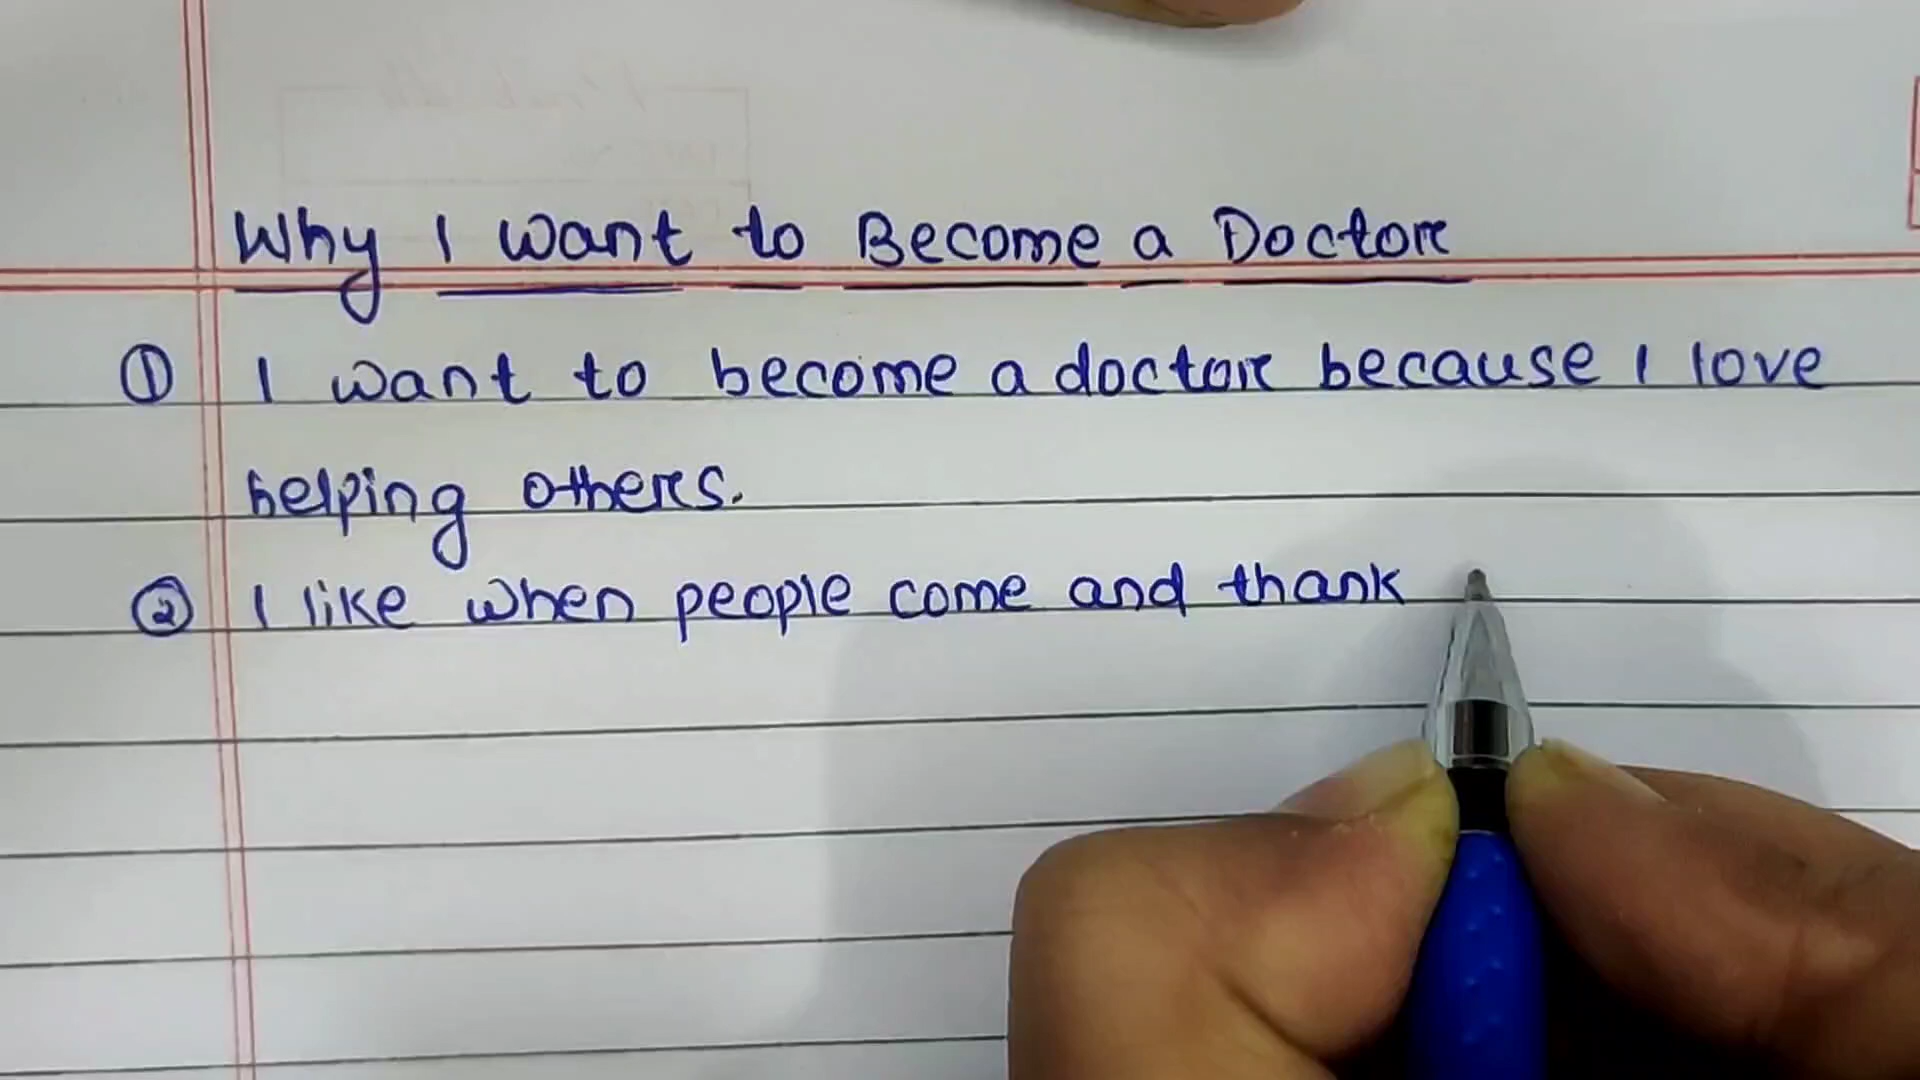 Why I want to Become a Doctor
① I want to become a doctor because I love
helping others.
② I like when people come and thank